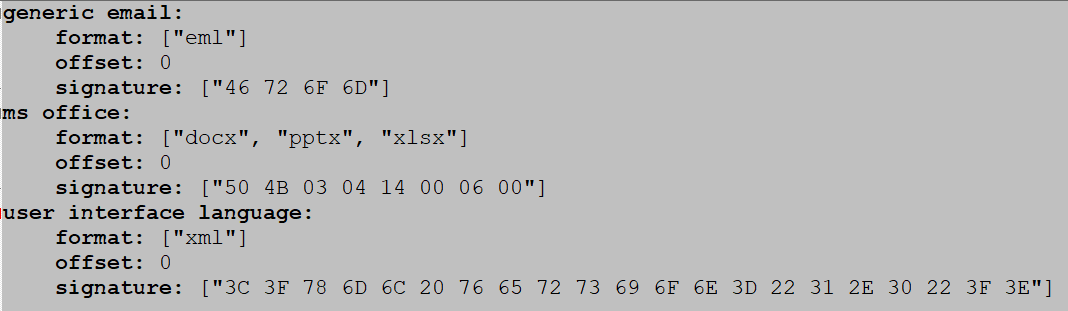 generic email:
format: ["eml"]
offset: 0
signature: ["46 72 6F 6D"]
ms office:
format: ["docx", "pptx", "xlsx"]
offset: 0
signature: ["50 4B 03 04 14 00 06 00"]
user interface language:
format: ["xml"]
offset: 0
signature: ["3C 3F 78 6D 6C 20 76 65 72 73 69 6F 6E 3D 22 31 2E 30 22 3F 3E"]